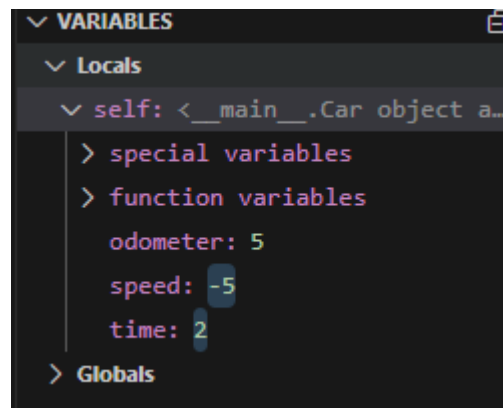 VARIABLES
Locals
self: <__main__.Car object a…
special variables
function variables
odometer: 5
speed: -5
time: 2
Globals